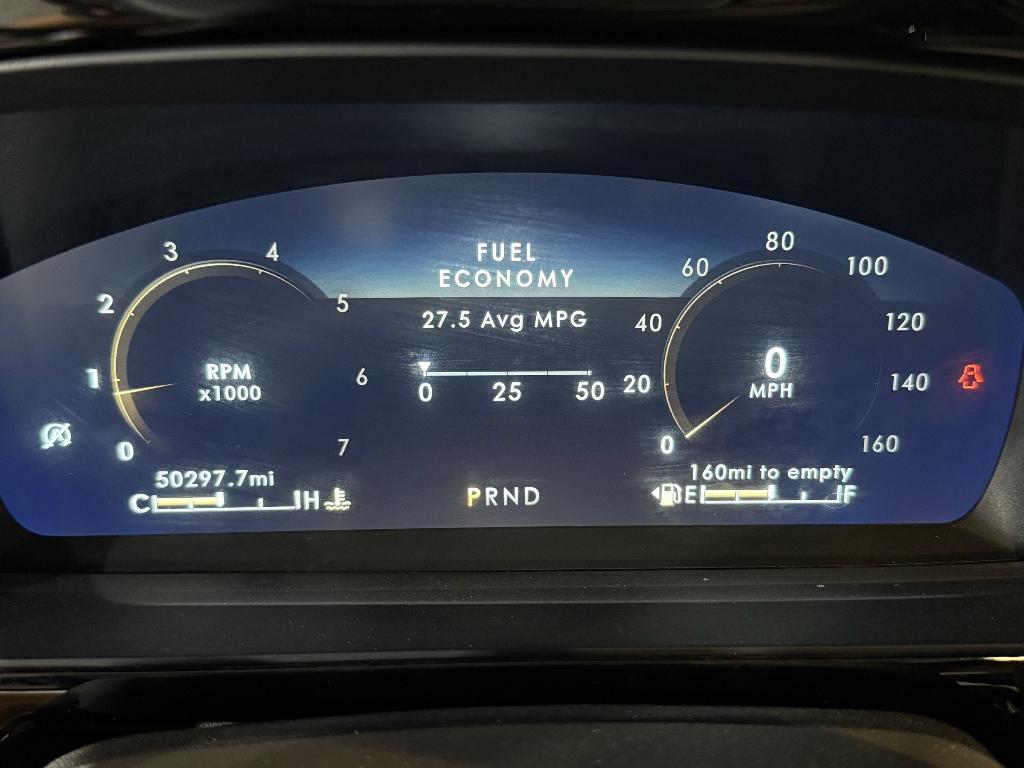 FUEL
ECONOMY
27.5 Avg MPG
0 25 50
0 1 2 3 4 5 6 7
RPM
x1000
0 20 40 60 80 100 120 140 160
0
MPH
50297.7mi
C H
PRND
160mi to empty
E F